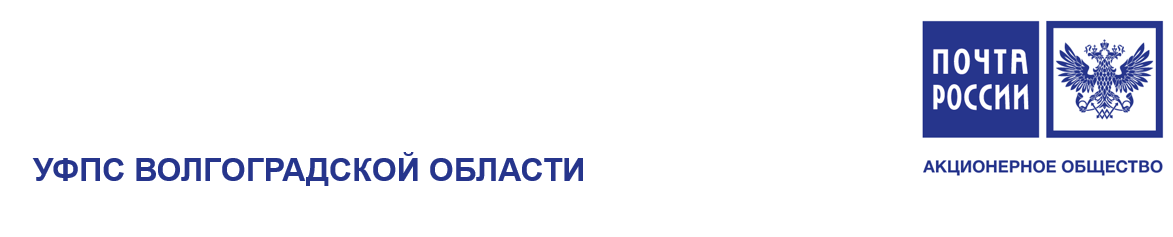 ПОЧТА
РОССИИ
УФПС ВОЛГОГРАДСКОЙ ОБЛАСТИ
АКЦИОНЕРНОЕ ОБЩЕСТВО